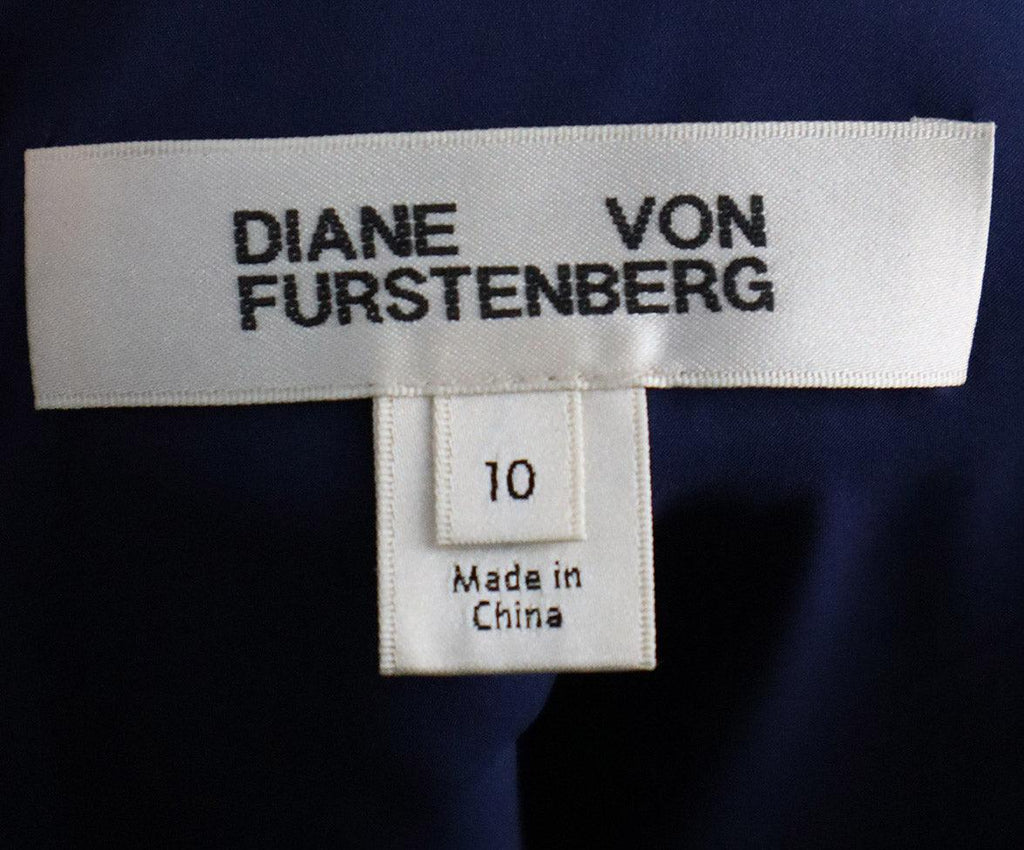 DIANE VON
FURSTENBERG
10
Made in
China